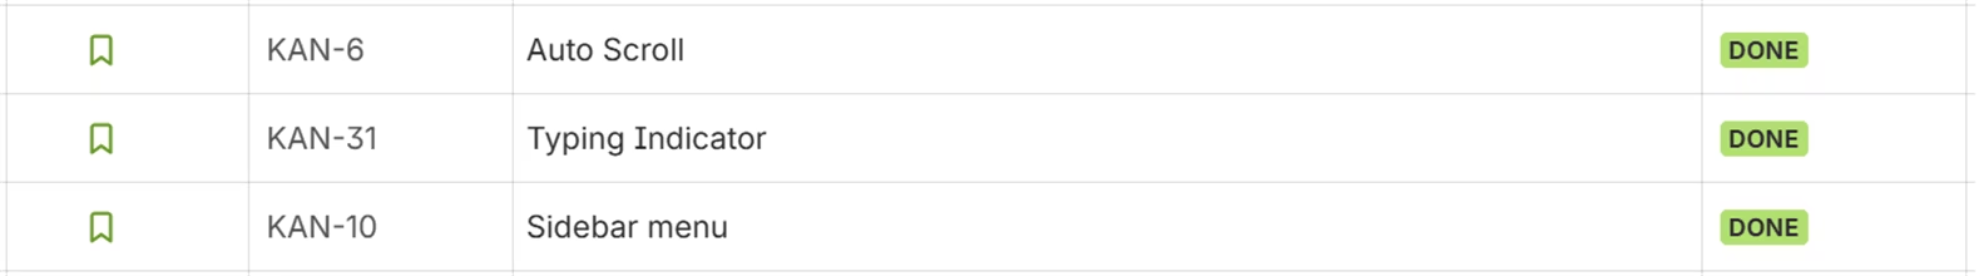 KAN-6 Auto Scroll DONE
KAN-31 Typing Indicator DONE
KAN-10 Sidebar menu DONE